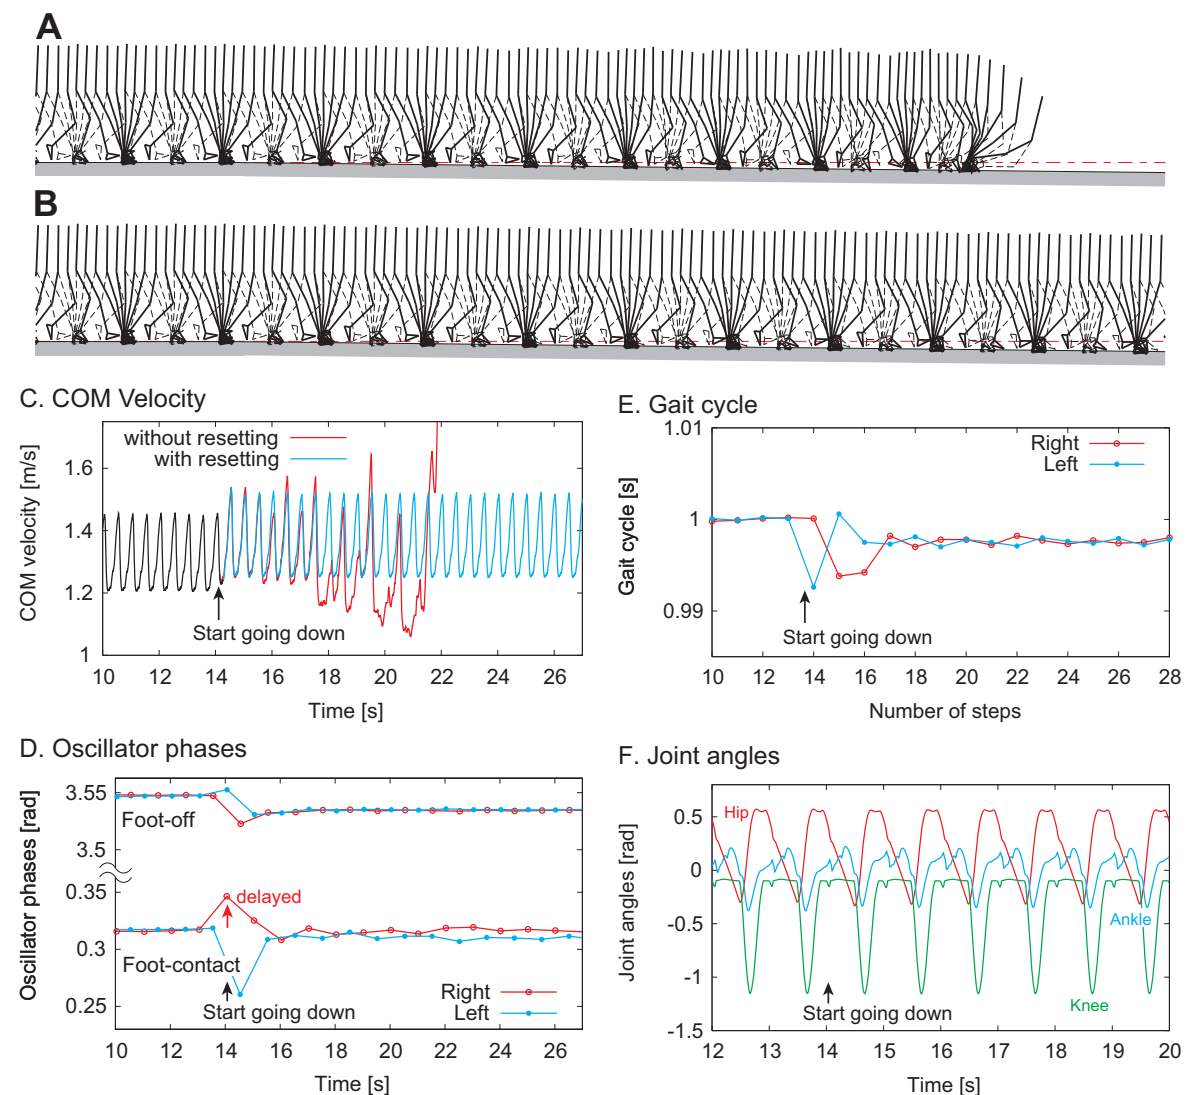 A
B
C. COM Velocity
COM velocity [m/s]
1.6
1.4
1.2
1
without resetting
with resetting
Start going down
10 12 14 16 18 20 22 24 26
Time [s]
E. Gait cycle
Gait cycle [s]
1.01
1
0.99
Right
Left
Start going down
10 12 14 16 18 20 22 24 26 28
Number of steps
D. Oscillator phases
Oscillator phases [rad]
3.55
3.5
0.35
0.3
0.25
Foot-off
delayed
Foot-contact
Start going down
Right
Left
10 12 14 16 18 20 22 24 26
Time [s]
F. Joint angles
Joint angles [rad]
0.5
0
-0.5
-1
-1.5
Hip
Ankle
Knee
Start going down
12 13 14 15 16 17 18 19 20
Time [s]